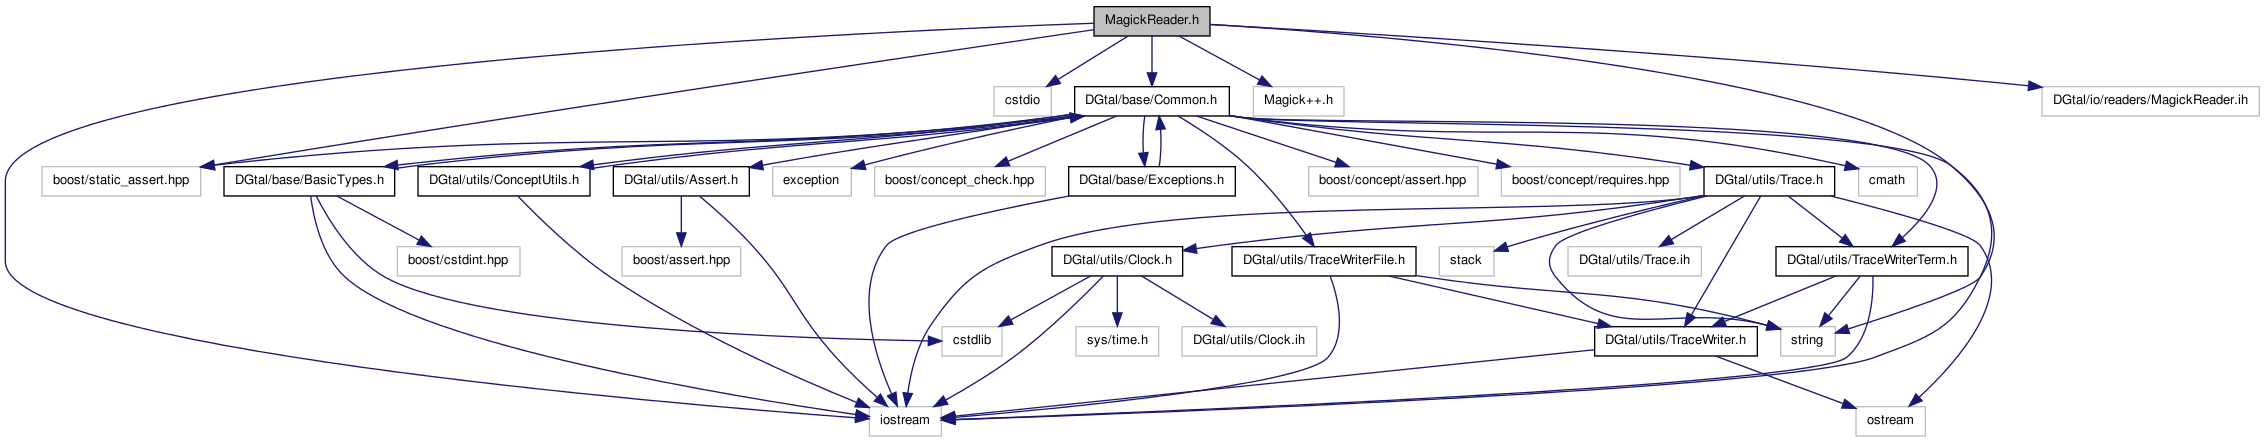 MagickReader.h
cstdio
DGtal/base/Common.h
Magick++.h
DGtal/io/readers/MagickReader.ih
boost/static_assert.hpp
DGtal/base/BasicTypes.h
DGtal/utils/ConceptUtils.h
DGtal/utils/Assert.h
exception
boost/concept_check.hpp
DGtal/base/Exceptions.h
boost/concept/assert.hpp
boost/concept/requires.hpp
DGtal/utils/Trace.h
cmath
boost/cstdint.hpp
boost/assert.hpp
DGtal/utils/Clock.h
DGtal/utils/TraceWriterFile.h
stack
DGtal/utils/Trace.ih
DGtal/utils/TraceWriterTerm.h
cstdlib
sys/time.h
DGtal/utils/Clock.ih
DGtal/utils/TraceWriter.h
string
iostream
ostream